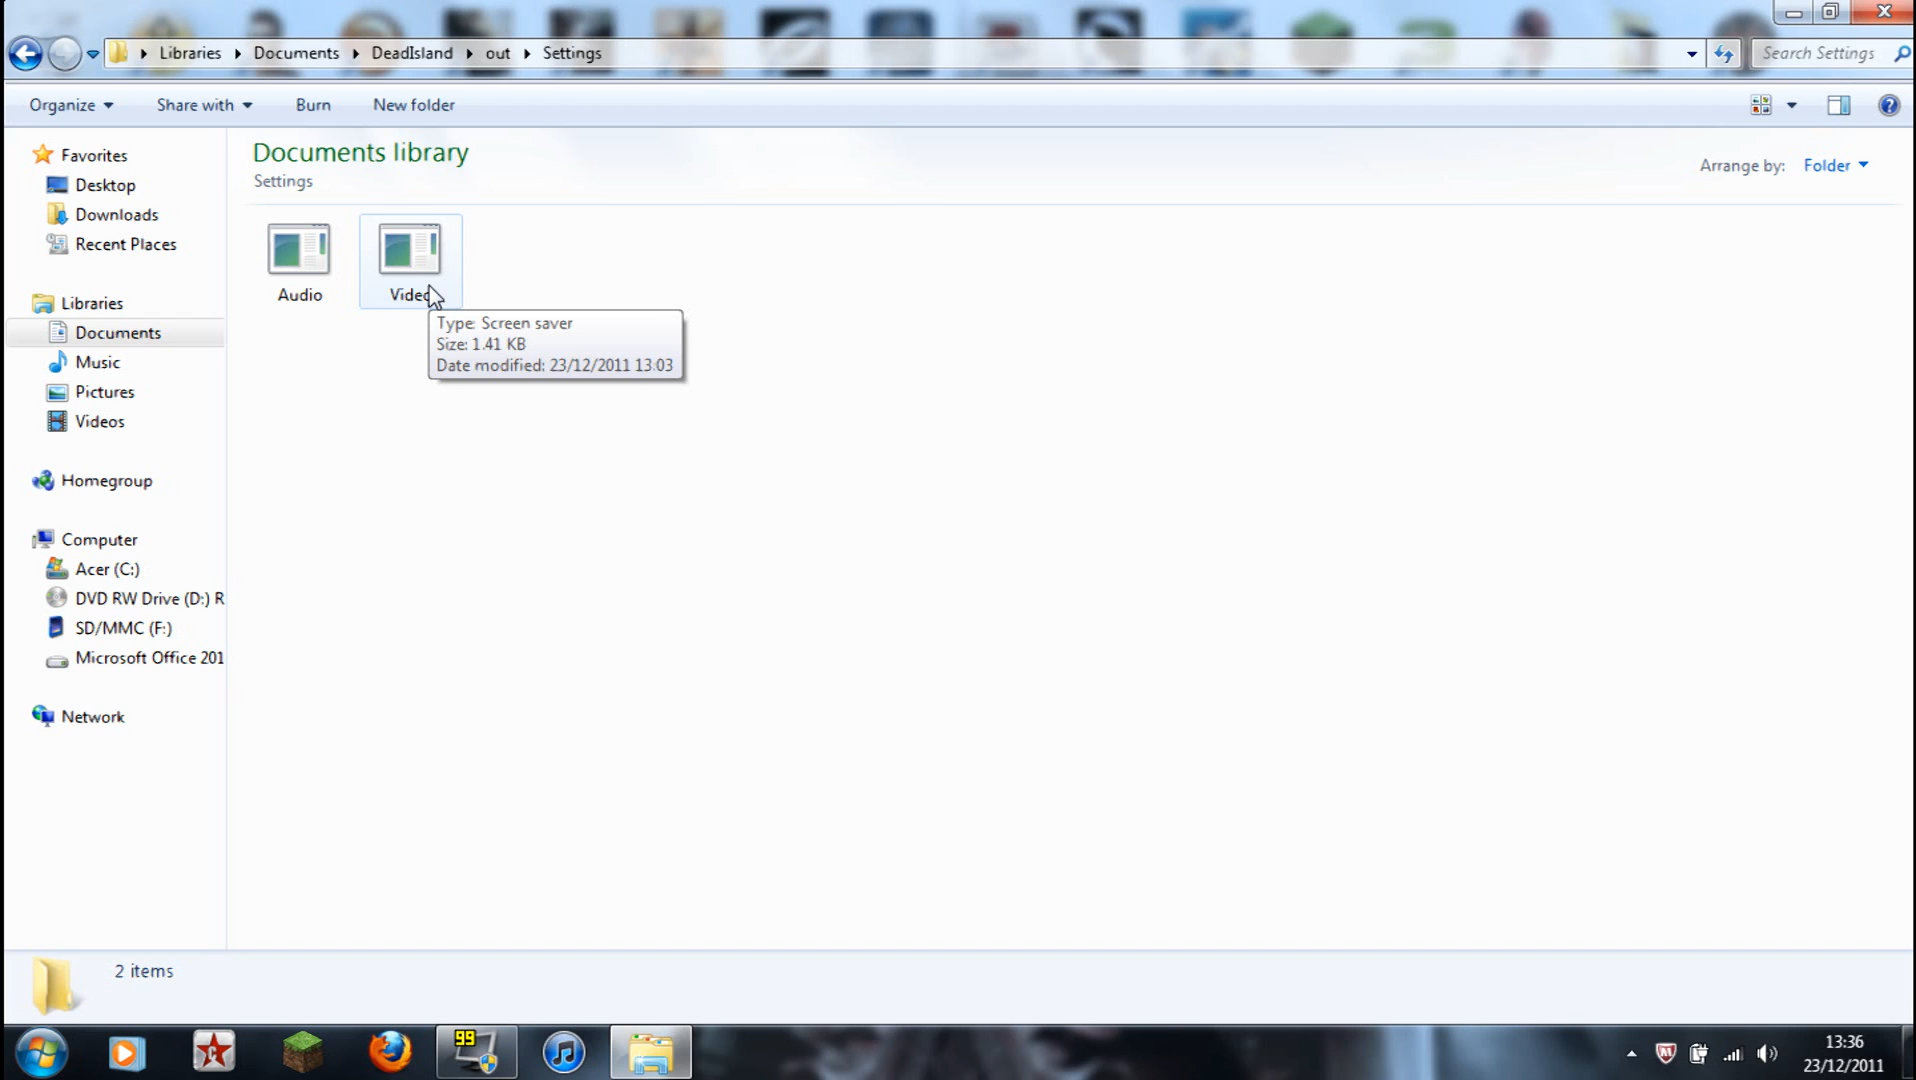 Libraries Documents DeadIsland out Settings
Search Settings
Organize Share with Burn New folder
Favorites
Desktop
Downloads
Recent Places
Libraries
Documents
Music
Pictures
Videos
Homegroup
Computer
Acer (C:)
DVD RW Drive (D:) R
SD/MMC (F:)
Microsoft Office 201
Network
Documents library
Settings
Arrange by: Folder
Audio
Video
Type: Screen saver
Size: 1.41 KB
Date modified: 23/12/2011 13:03
2 items
99
13:36
23/12/2011